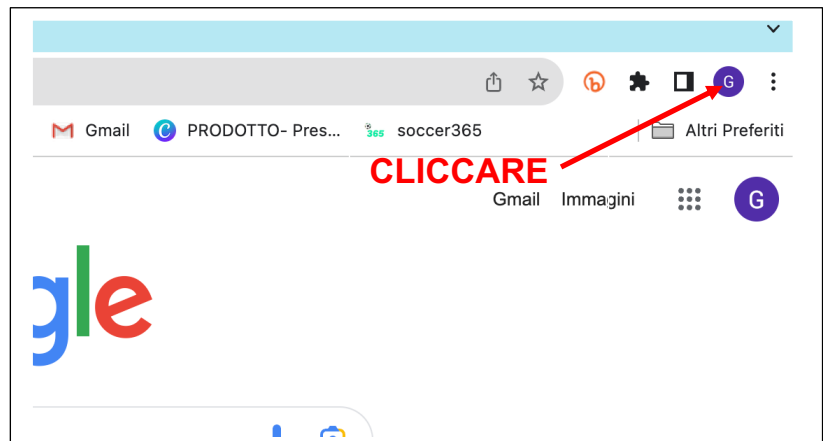 G
Gmail C PRODOTTO- Pres... 365 soccer365 Altri Preferiti
CLICCARE
Gmail Immagini G
gle